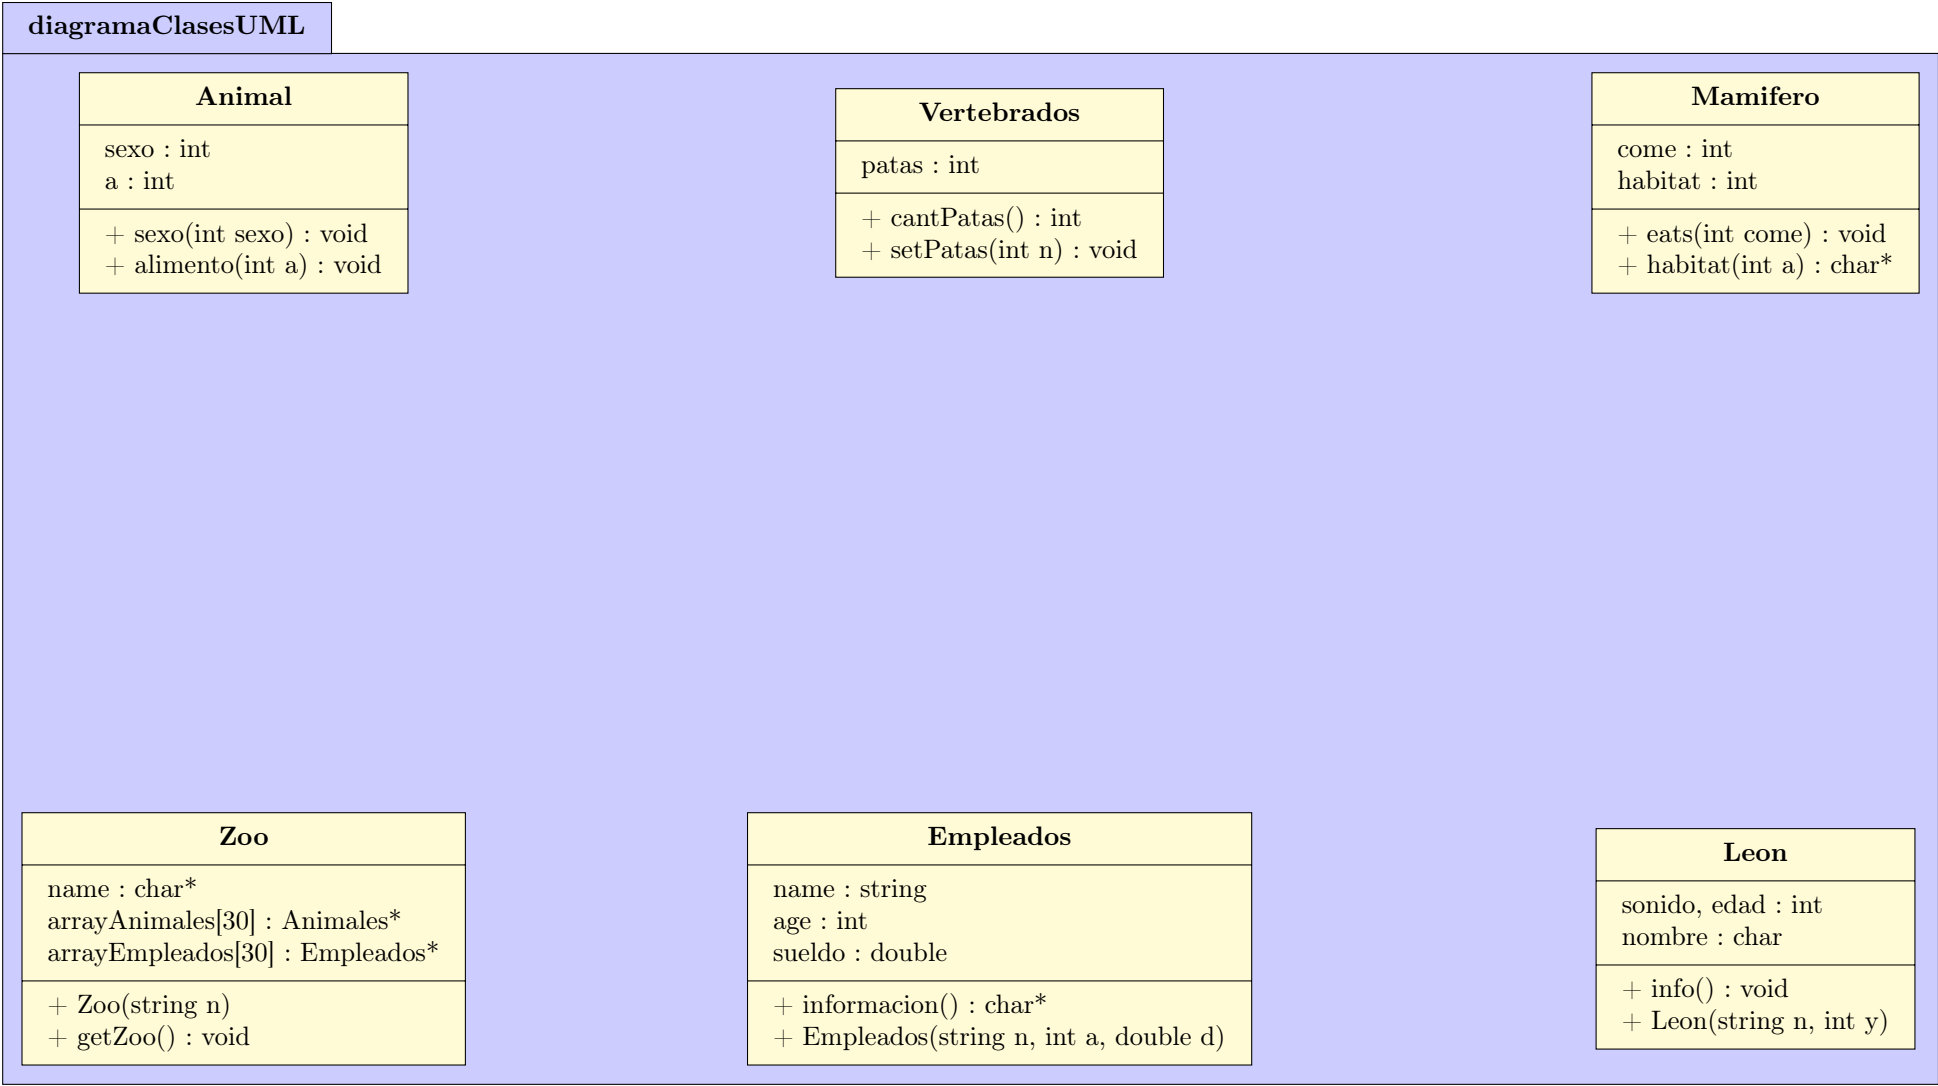 diagramaClasesUML
Animal
sexo : int
a : int
+ sexo(int sexo) : void
+ alimento(int a) : void
Vertebrados
patas : int
+ cantPatas() : int
+ setPatas(int n) : void
Mamifero
come : int
habitat : int
+ eats(int come) : void
+ habitat(int a) : char*
Zoo
name : char*
arrayAnimales[30] : Animales*
arrayEmpleados[30] : Empleados*
+ Zoo(string n)
+ getZoo() : void
Empleados
name : string
age : int
sueldo : double
+ informacion() : char*
+ Empleados(string n, int a, double d)
Leon
sonido, edad : int
nombre : char
+ info() : void
+ Leon(string n, int y)